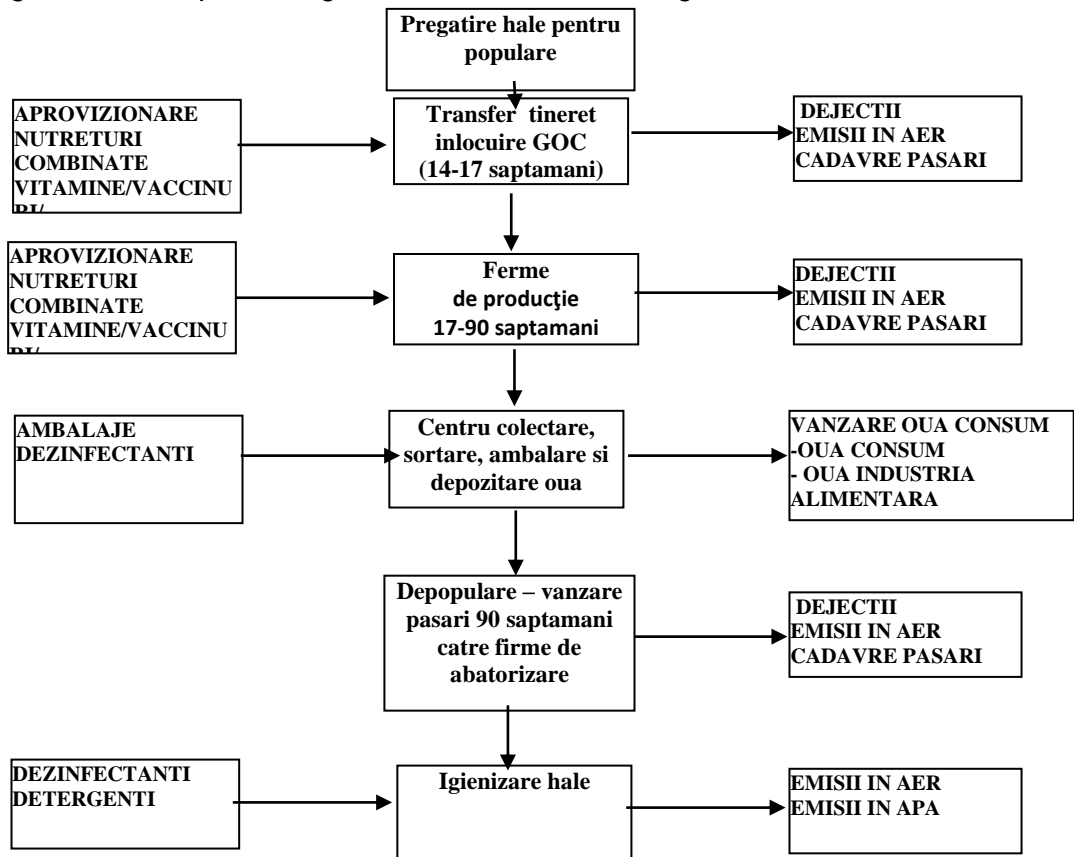 Pregatire hale pentru
populare
APROVIZIONARE
NUTRETURI
COMBINATE
VITAMINE/VACCINU
Transfer tineret
inlocuire GOC
(14-17 saptamani)
DEJECTII
EMISII IN AER
CADAVRE PASARI
APROVIZIONARE
NUTRETURI
COMBINATE
VITAMINE/VACCINU
Ferme
de producţie
17-90 saptamani
DEJECTII
EMISII IN AER
CADAVRE PASARI
AMBALAJE
DEZINFECTANTI
Centru colectare,
sortare, ambalare si
depozitare oua
VANZARE OUA CONSUM
-OUA CONSUM
- OUA INDUSTRIA
ALIMENTARA
Depopulare – vanzare
pasari 90 saptamani
catre firme de
abatorizare
DEJECTII
EMISII IN AER
CADAVRE PASARI
DEZINFECTANTI
DETERGENTI
Igienizare hale
EMISII IN AER
EMISII IN APA